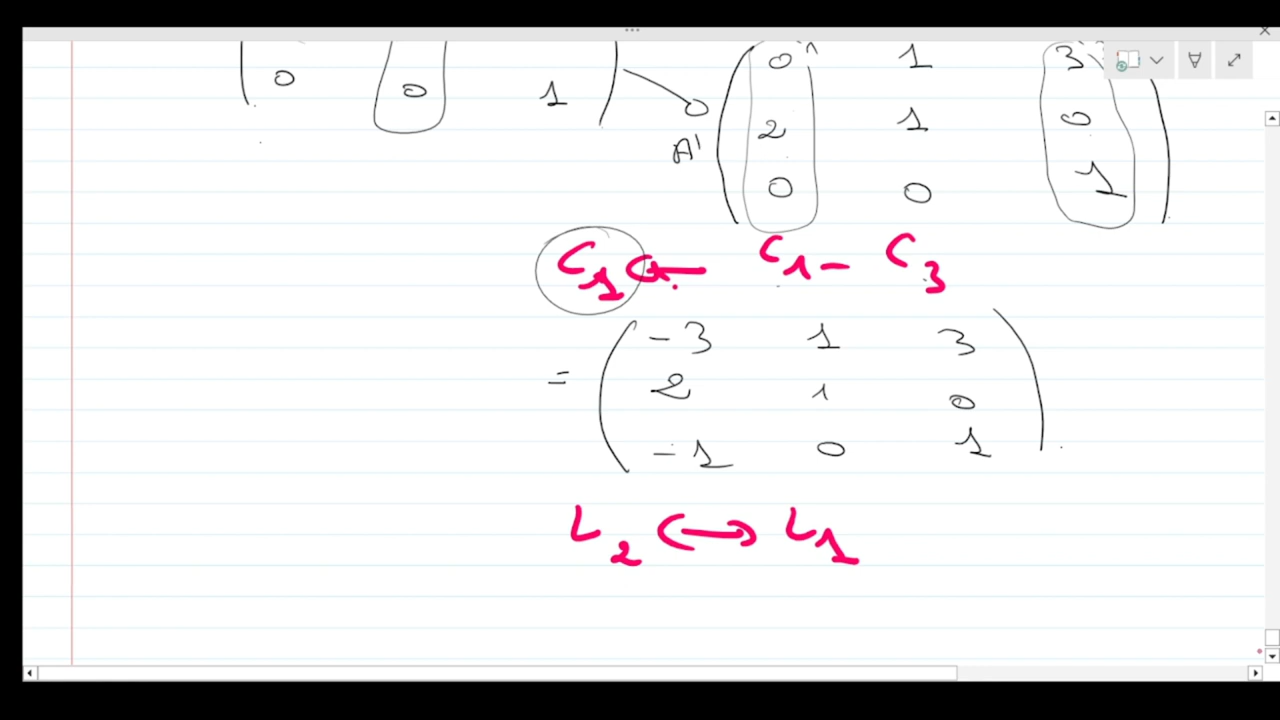 0 1 3
0 0 1 2 1 0
A' 0 0 1
C1 ← C1 - C3
-3 1 3
= 2 1 0
-1 0 1
L2 ↔ L1